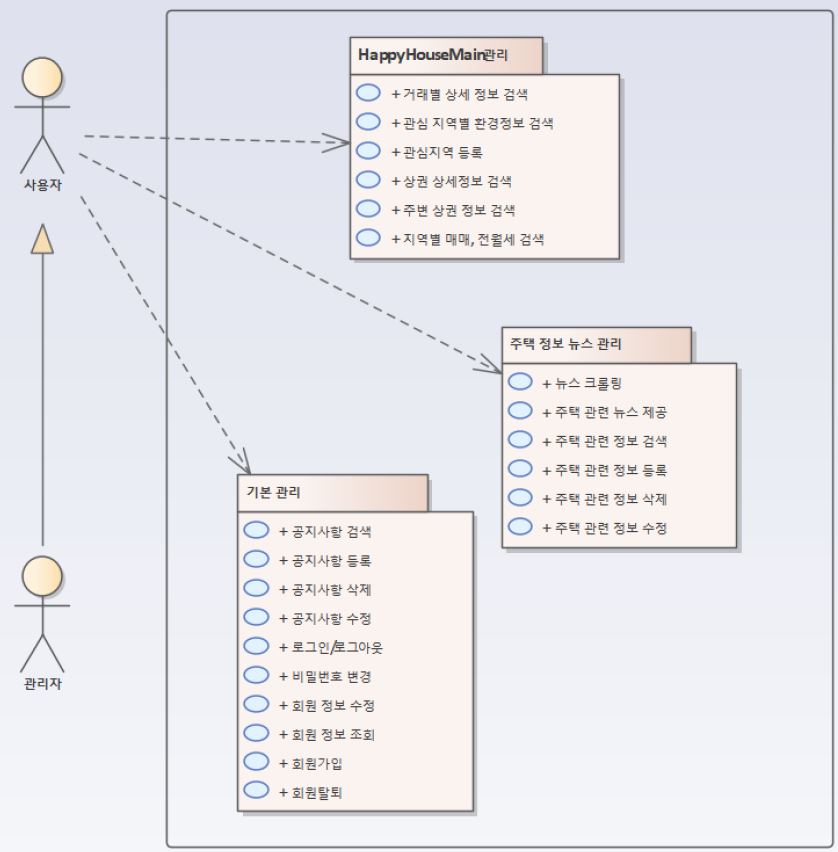 HappyHouseMain관리
+ 거래별 상세 정보 검색
+ 관심 지역별 환경정보 검색
+ 관심지역 등록
+ 상권 상세정보 검색
+ 주변 상권 정보 검색
+ 지역별 매매, 전월세 검색
사용자
주택 정보 뉴스 관리
+ 뉴스 크롤링
+ 주택 관련 뉴스 제공
+ 주택 관련 정보 검색
+ 주택 관련 정보 등록
+ 주택 관련 정보 삭제
+ 주택 관련 정보 수정
기본 관리
+ 공지사항 검색
+ 공지사항 등록
+ 공지사항 삭제
+ 공지사항 수정
+ 로그인/로그아웃
+ 비밀번호 변경
+ 회원 정보 수정
+ 회원 정보 조회
+ 회원가입
+ 회원탈퇴
관리자